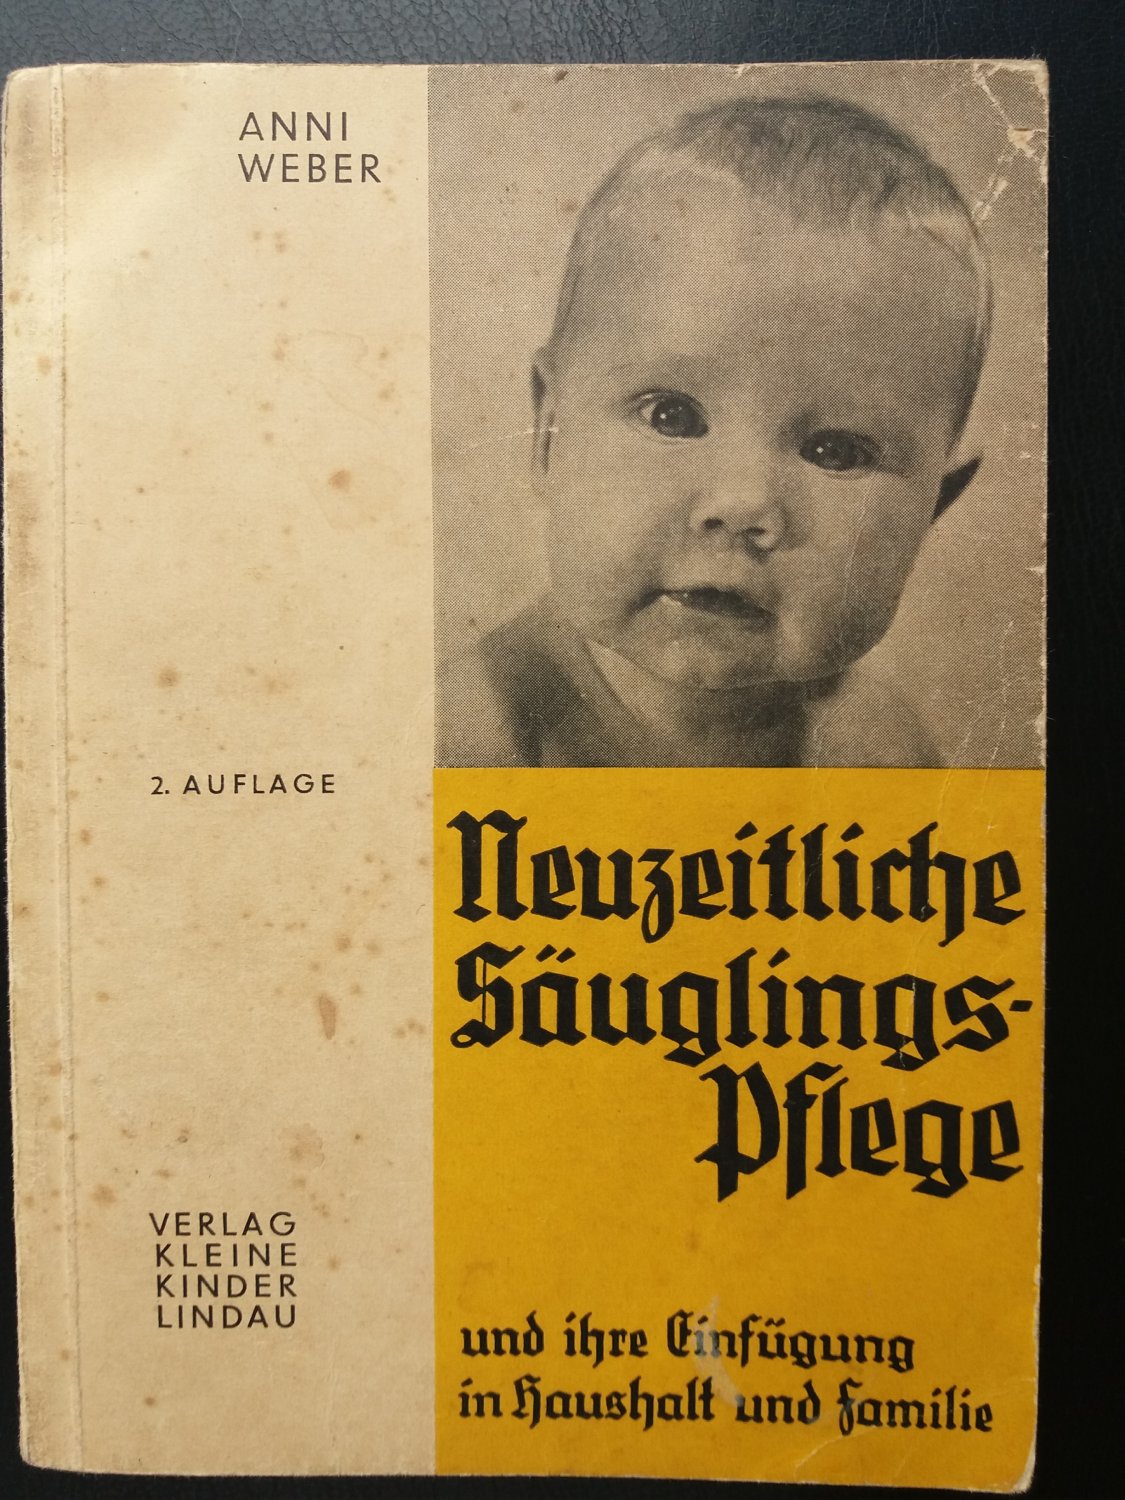 ANNI
WEBER
2. AUFLAGE
Neuzeitliche
Säuglings-
Pflege
und ihre Einfügung
in Haushalt und Familie
VERLAG
KLEINE
KINDER
LINDAU